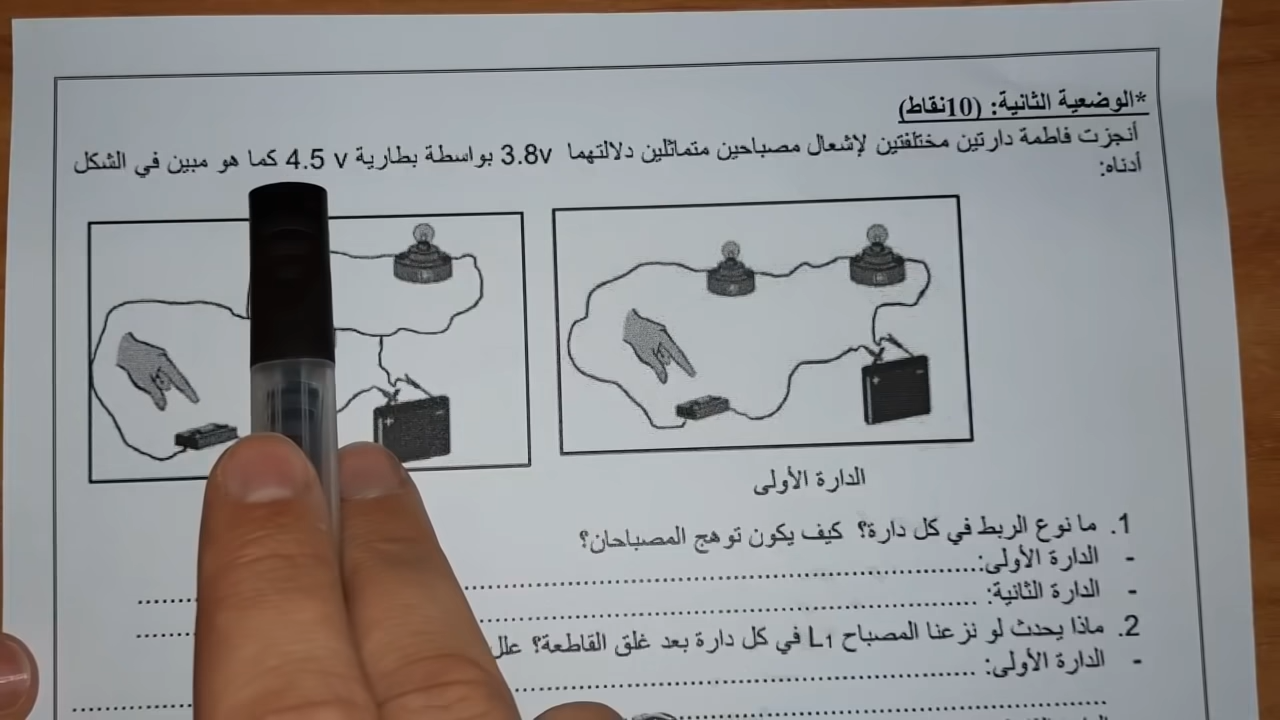 *الوضعية الثانية: (10نقاط)
أنجزت فاطمة دارتين مختلفتين لإشعال مصباحين متماثلين دلالتهما 3.8v بواسطة بطارية 4.5 v كما هو مبين في الشكل
أدناه:
الدارة الأولى
1. ما نوع الربط في كل دارة؟ كيف يكون توهج المصباحان؟
- الدارة الأولى:
- الدارة الثانية:
2. ماذا يحدث لو نزعنا المصباح L1 في كل دارة بعد غلق القاطعة؟ علل
- الدارة الأولى: